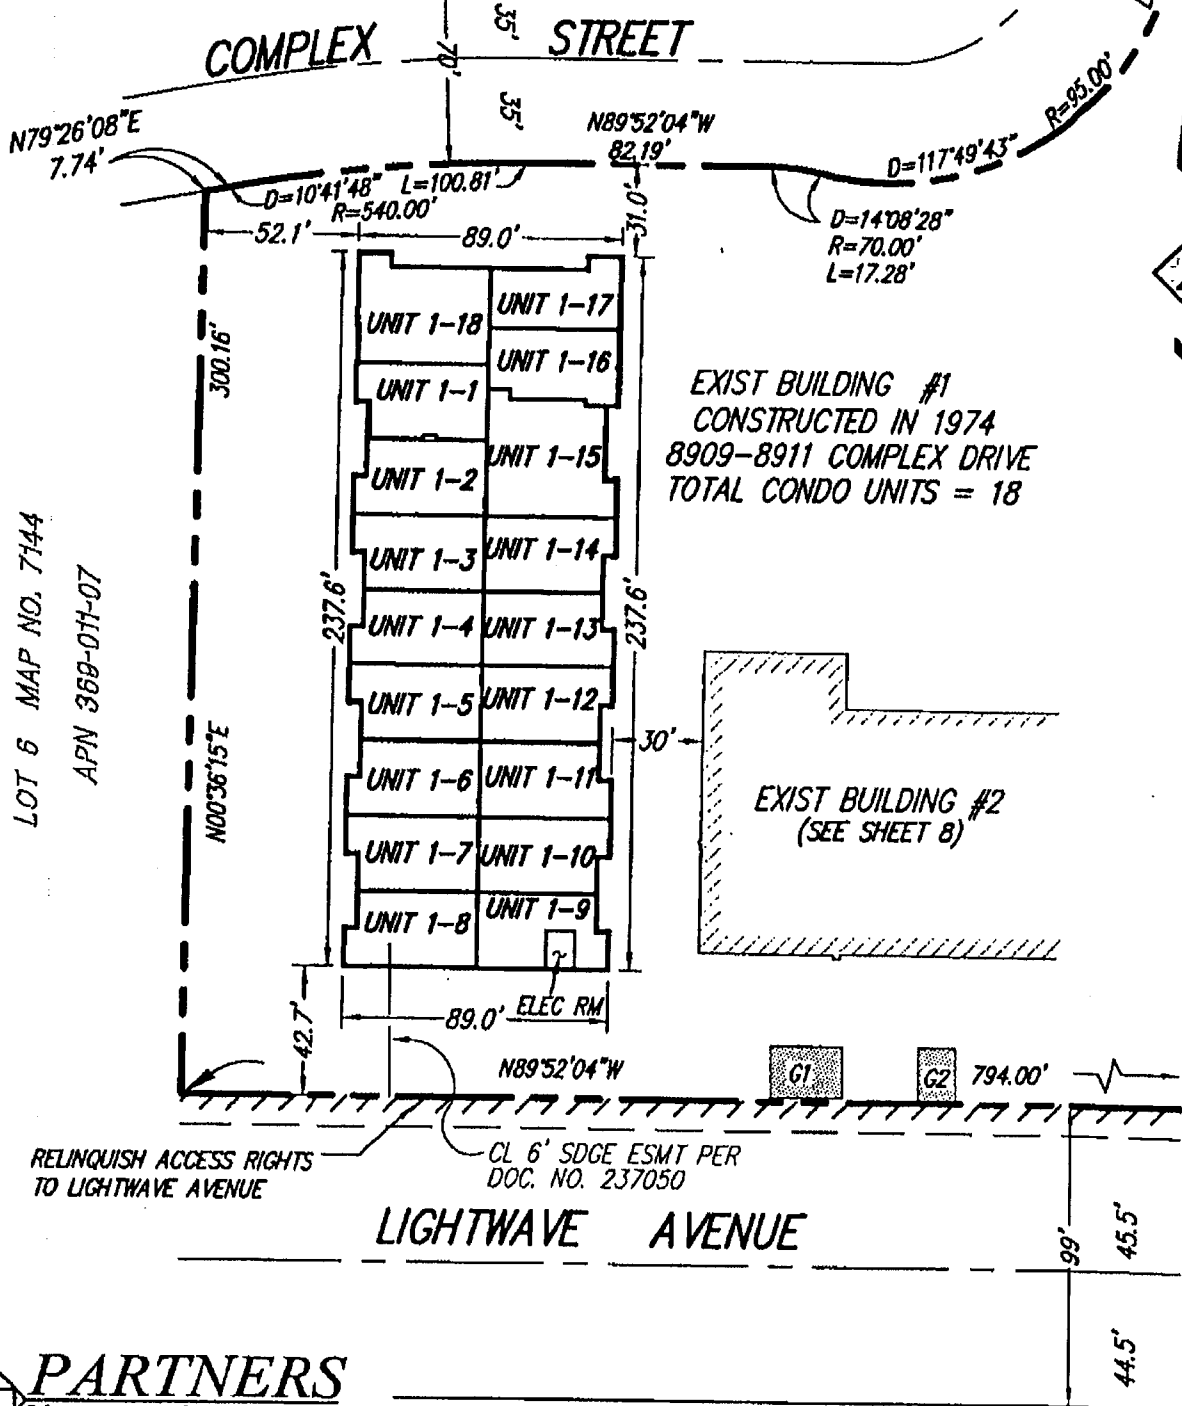 COMPLEX STREET
35'
70'
35'
N79°26'08"E
7.74'
N89°52'04"W
82.19'
R=95.00'
D=117°49'43"
D=10°41'48"
L=100.81'
R=540.00'
31.0'
D=14°08'28"
R=70.00'
L=17.28'
52.1'
89.0'
UNIT 1-18
UNIT 1-17
UNIT 1-16
UNIT 1-1
UNIT 1-15
UNIT 1-2
UNIT 1-14
UNIT 1-3
UNIT 1-4
UNIT 1-13
UNIT 1-5
UNIT 1-12
UNIT 1-6
UNIT 1-11
UNIT 1-7
UNIT 1-10
UNIT 1-8
UNIT 1-9
300.16'
N00°36'15"E
237.6'
237.6'
EXIST BUILDING #1
CONSTRUCTED IN 1974
8909-8911 COMPLEX DRIVE
TOTAL CONDO UNITS = 18
LOT 6 MAP NO. 7144
APN 369-011-07
30'
EXIST BUILDING #2
(SEE SHEET 8)
ELEC RM
89.0'
42.7'
N89°52'04"W
G1
G2
794.00'
RELINQUISH ACCESS RIGHTS
TO LIGHTWAVE AVENUE
CL 6' SDGE ESMT PER
DOC. NO. 237050
LIGHTWAVE AVENUE
99'
45.5'
44.5'
PARTNERS